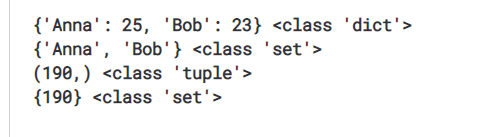 {'Anna': 25, 'Bob': 23} <class 'dict'>
{'Anna', 'Bob'} <class 'set'>
(190,) <class 'tuple'>
{190} <class 'set'>